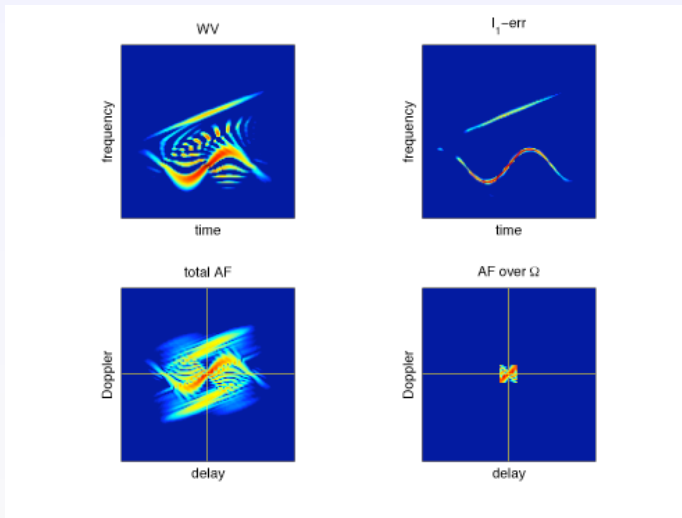 WV
l₁-err
frequency
frequency
time
time
total AF
AF over Ω
Doppler
Doppler
delay
delay